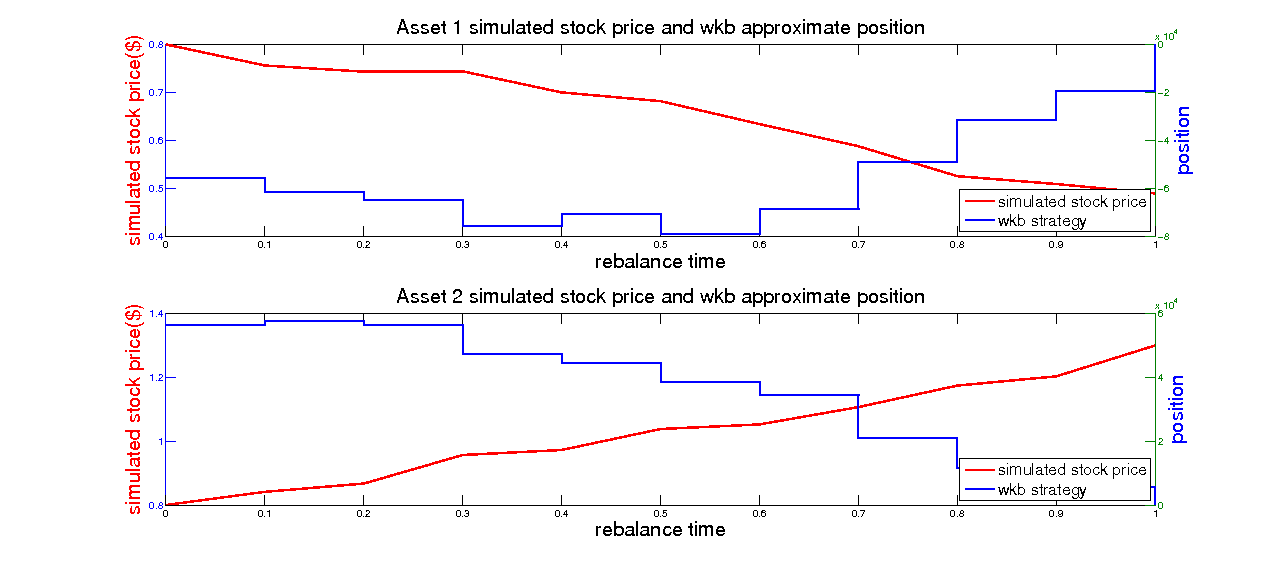 Asset 1 simulated stock price and wkb approximate position
x 10^4
0.8 0
0.7 −2
0.6 −4
0.5 −6
0.4 −8
simulated stock price($)
position
simulated stock price
wkb strategy
0 0.1 0.2 0.3 0.4 0.5 0.6 0.7 0.8 0.9 1
rebalance time
Asset 2 simulated stock price and wkb approximate position
x 10^4
1.4 6
1.2 4
1 2
0.8 0
simulated stock price($)
position
simulated stock price
wkb strategy
0 0.1 0.2 0.3 0.4 0.5 0.6 0.7 0.8 0.9 1
rebalance time